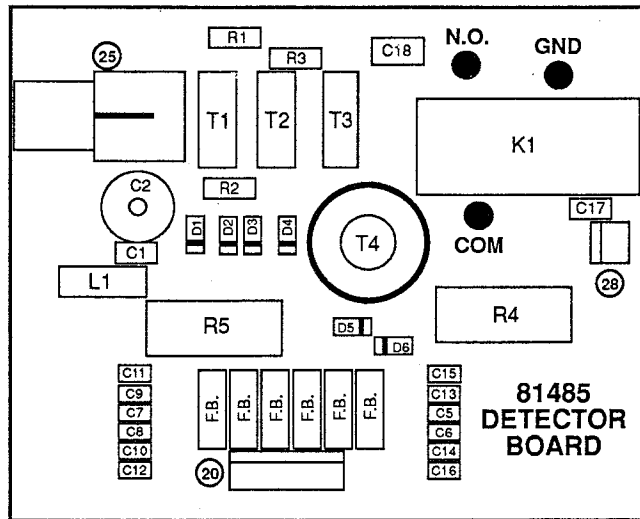 R1
C18
N.O.
GND
25
R3
T1
T2
T3
K1
C2
R2
D1
D2
D3
D4
T4
COM
C17
C1
28
L1
R5
R4
D5
D6
C11
C9
C7
C8
C10
C12
F.B.
F.B.
F.B.
F.B.
F.B.
F.B.
C15
C13
C5
C6
C14
C16
81485
DETECTOR
BOARD
20